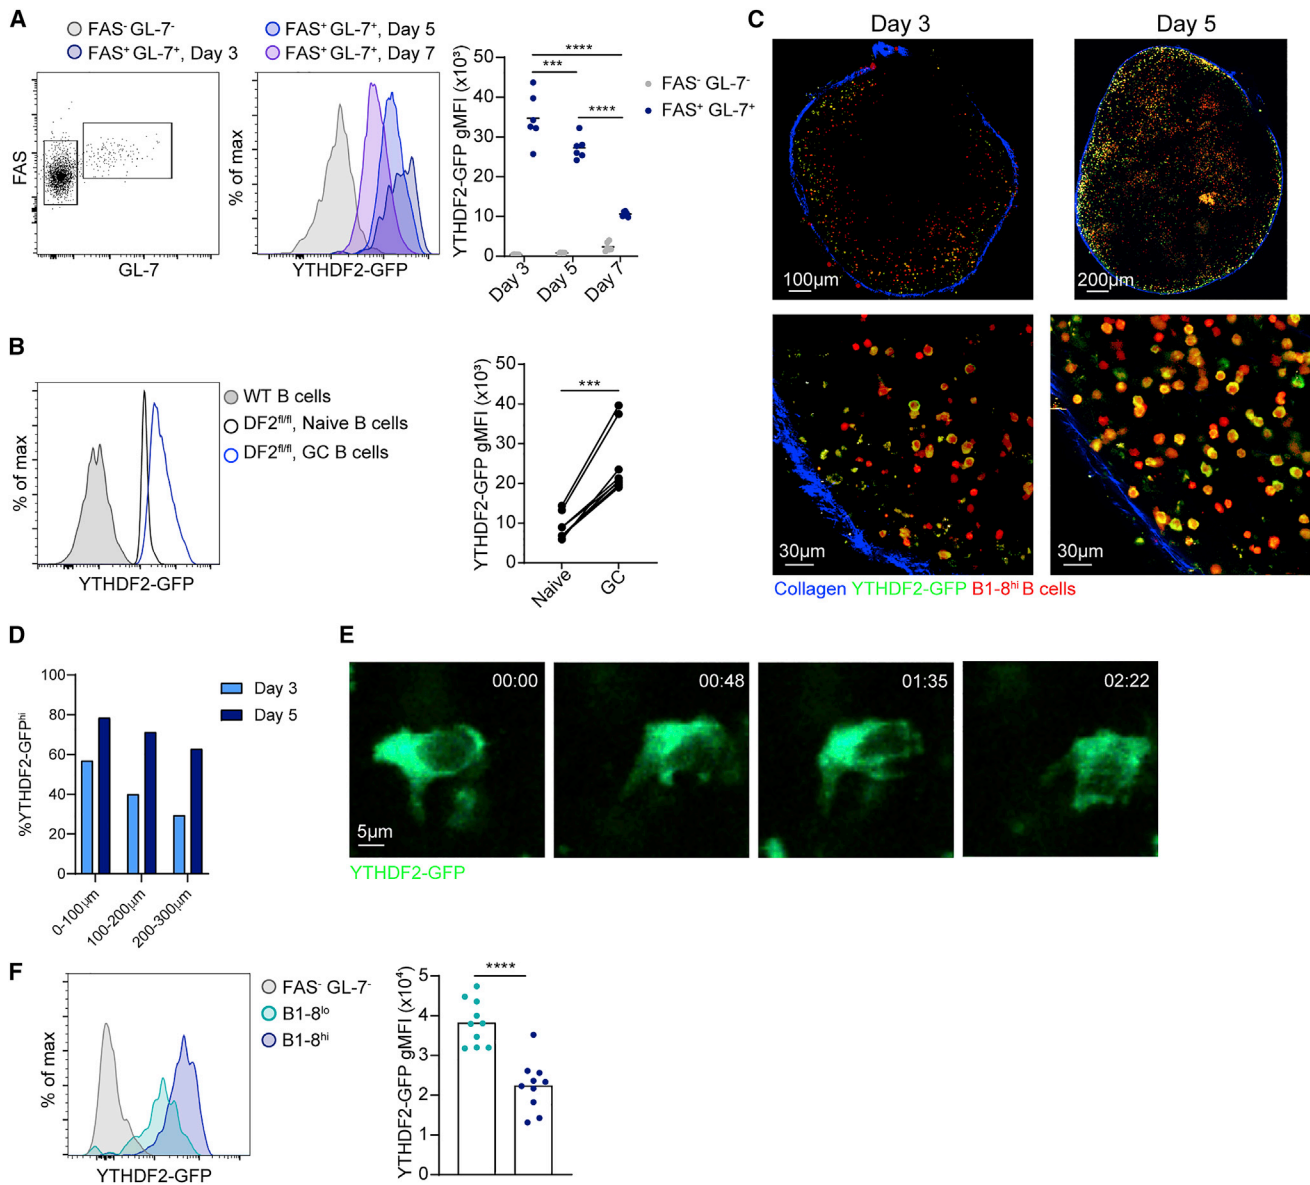 A
FAS⁻ GL-7⁻
FAS⁺ GL-7⁺, Day 3
FAS⁺ GL-7⁺, Day 5
FAS⁺ GL-7⁺, Day 7
FAS
GL-7
% of max
YTHDF2-GFP
YTHDF2-GFP gMFI (x10³)
50
40
30
20
10
0
****
***
****
Day 3
Day 5
Day 7
FAS⁻ GL-7⁻
FAS⁺ GL-7⁺
B
% of max
YTHDF2-GFP
WT B cells
DF2ᶠˡ/ᶠˡ, Naive B cells
DF2ᶠˡ/ᶠˡ, GC B cells
YTHDF2-GFP gMFI (x10³)
50
40
30
20
10
0
***
Naive
GC
C
Day 3
Day 5
100μm
200μm
30μm
30μm
Collagen YTHDF2-GFP B1-8ʰⁱ B cells
D
%YTHDF2-GFPʰⁱ
100
80
60
40
20
0
0-100μm
100-200μm
200-300μm
Day 3
Day 5
E
00:00
00:48
01:35
02:22
5μm
YTHDF2-GFP
F
% of max
YTHDF2-GFP
FAS⁻ GL-7⁻
B1-8ˡᵒ
B1-8ʰⁱ
YTHDF2-GFP gMFI (x10⁴)
5
4
3
2
1
0
****